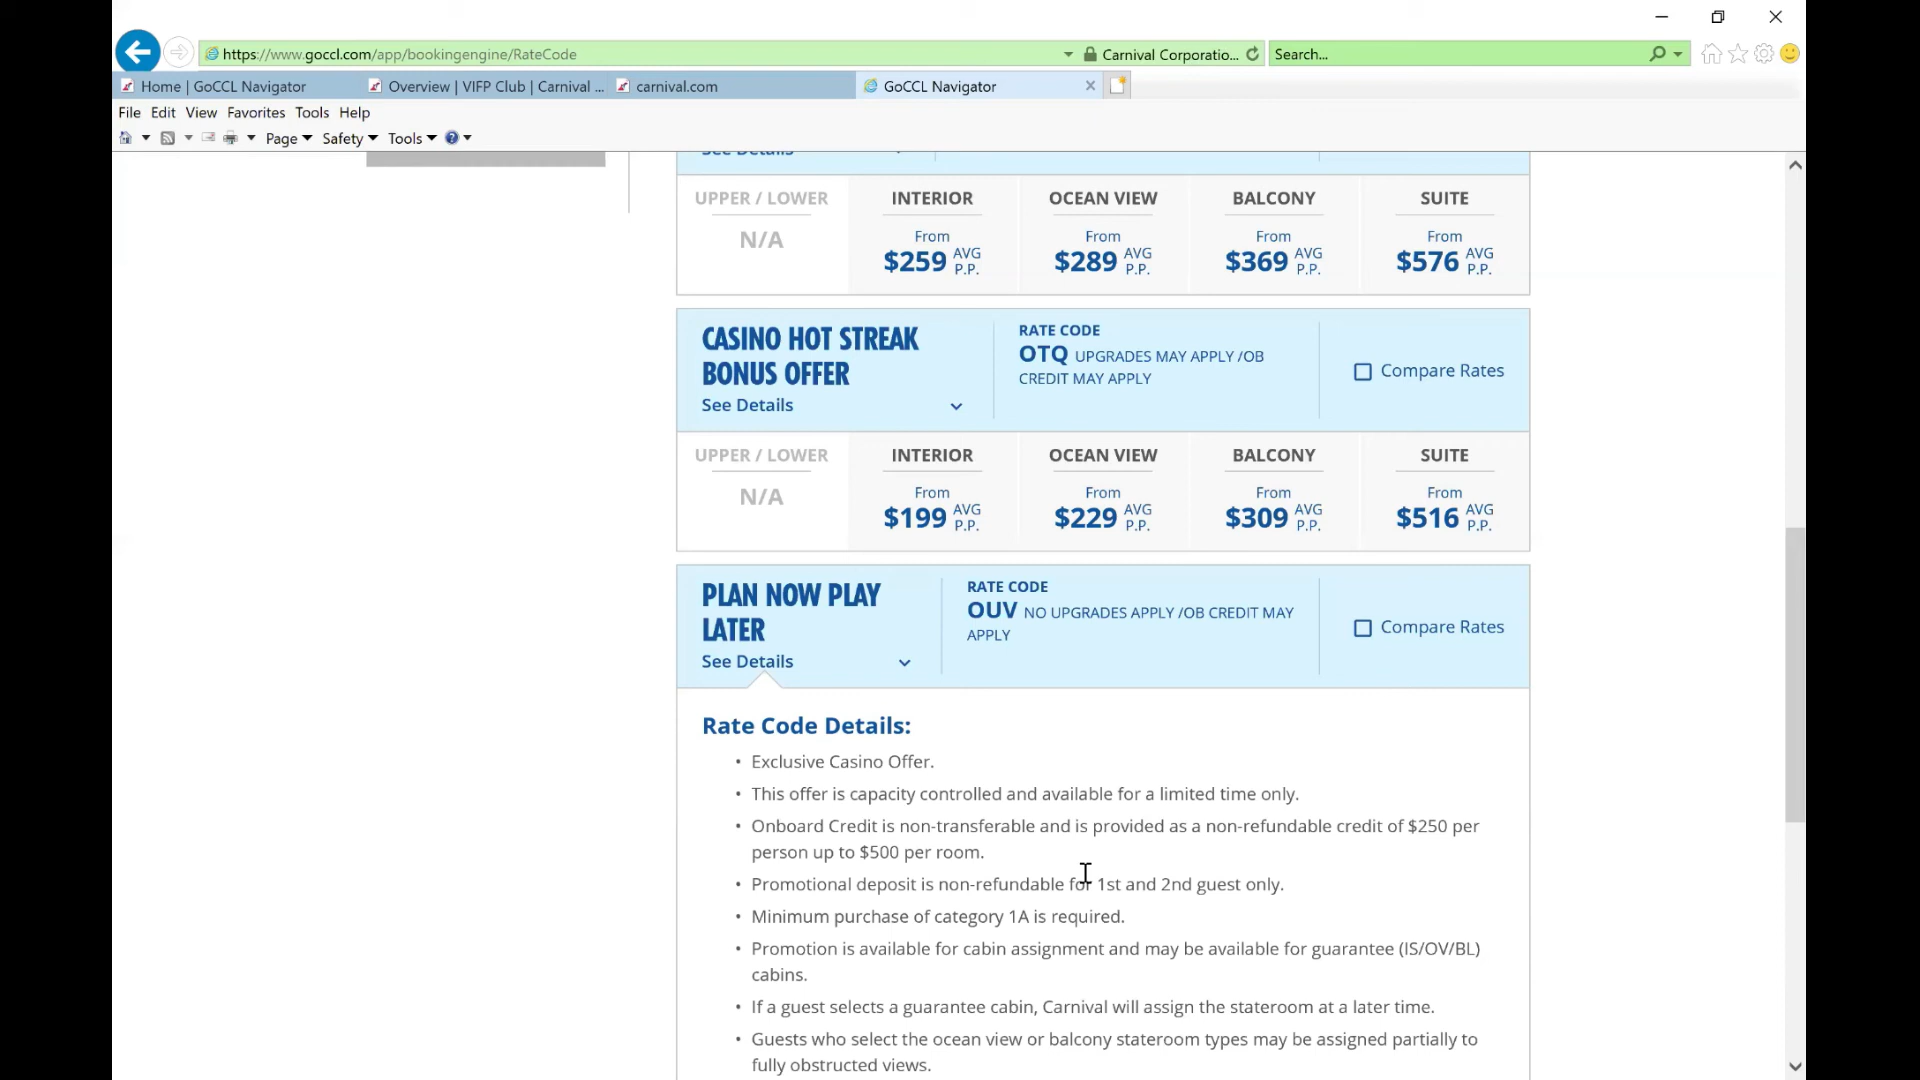 https://www.goccl.com/app/bookingengine/RateCode
Carnival Corporatio...
Search...
Home | GoCCL Navigator
Overview | VIFP Club | Carnival ...
carnival.com
GoCCL Navigator
File Edit View Favorites Tools Help
Page Safety Tools
See Details
UPPER / LOWER INTERIOR OCEAN VIEW BALCONY SUITE
N/A
From From From From
$259 AVG P.P. $289 AVG P.P. $369 AVG P.P. $576 AVG P.P.
CASINO HOT STREAK
BONUS OFFER
See Details
RATE CODE
OTQ UPGRADES MAY APPLY /OB
CREDIT MAY APPLY
Compare Rates
UPPER / LOWER INTERIOR OCEAN VIEW BALCONY SUITE
N/A
From From From From
$199 AVG P.P. $229 AVG P.P. $309 AVG P.P. $516 AVG P.P.
PLAN NOW PLAY
LATER
See Details
RATE CODE
OUV NO UPGRADES APPLY /OB CREDIT MAY
APPLY
Compare Rates
Rate Code Details:
• Exclusive Casino Offer.
• This offer is capacity controlled and available for a limited time only.
• Onboard Credit is non-transferable and is provided as a non-refundable credit of $250 per
person up to $500 per room.
• Promotional deposit is non-refundable for 1st and 2nd guest only.
• Minimum purchase of category 1A is required.
• Promotion is available for cabin assignment and may be available for guarantee (IS/OV/BL)
cabins.
• If a guest selects a guarantee cabin, Carnival will assign the stateroom at a later time.
• Guests who select the ocean view or balcony stateroom types may be assigned partially to
fully obstructed views.